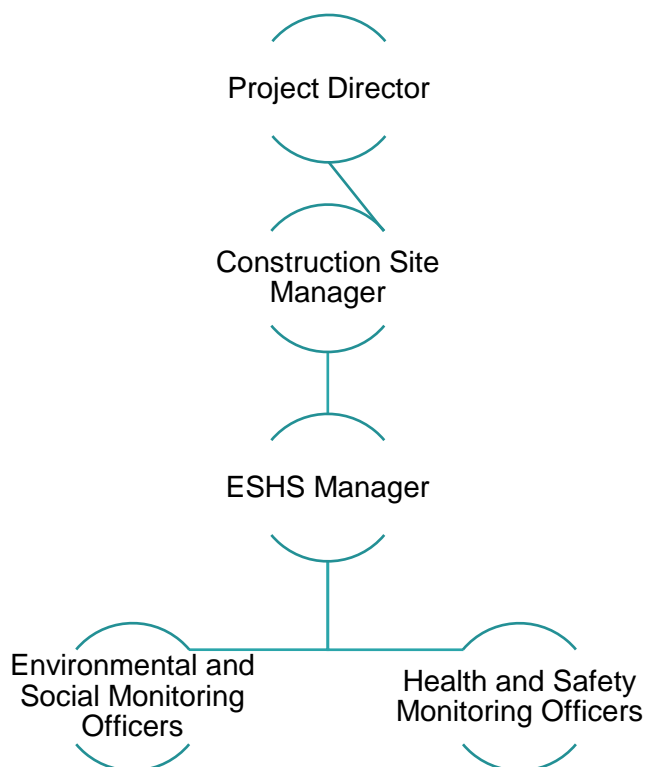 Project Director
Construction Site
Manager
ESHS Manager
Environmental and
Social Monitoring
Officers
Health and Safety
Monitoring Officers